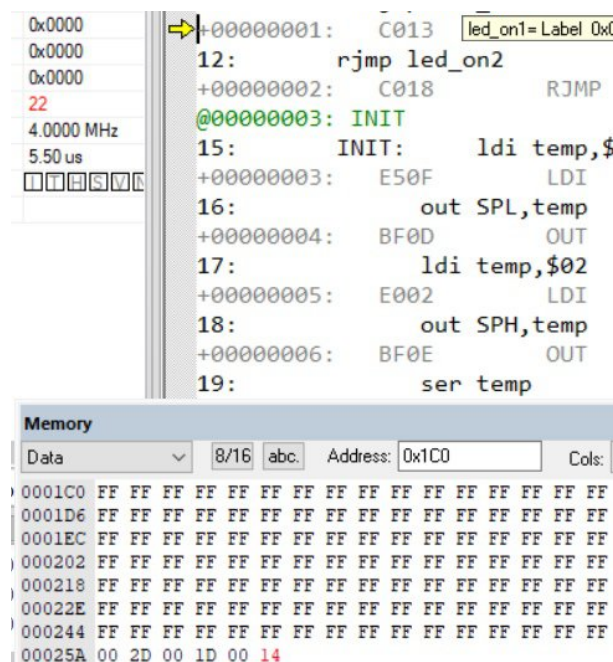 0x0000
0x0000
0x0000
22
4.0000 MHz
5.50 us
I T H S V N
+00000001: C013 led_on1= Label 0x0
12: rjmp led_on2
+00000002: C018 RJMP
@00000003: INIT
15: INIT: ldi temp,$
+00000003: E50F LDI
16: out SPL,temp
+00000004: BF0D OUT
17: ldi temp,$02
+00000005: E002 LDI
18: out SPH,temp
+00000006: BF0E OUT
19: ser temp
Memory
Data 8/16 abc. Address: 0x1C0 Cols:
0001C0 FF FF FF FF FF FF FF FF FF FF FF FF FF FF FF FF
0001D6 FF FF FF FF FF FF FF FF FF FF FF FF FF FF FF FF
0001EC FF FF FF FF FF FF FF FF FF FF FF FF FF FF FF FF
000202 FF FF FF FF FF FF FF FF FF FF FF FF FF FF FF FF
000218 FF FF FF FF FF FF FF FF FF FF FF FF FF FF FF FF
00022E FF FF FF FF FF FF FF FF FF FF FF FF FF FF FF FF
000244 FF FF FF FF FF FF FF FF FF FF FF FF FF FF FF FF
00025A 00 2D 00 1D 00 14